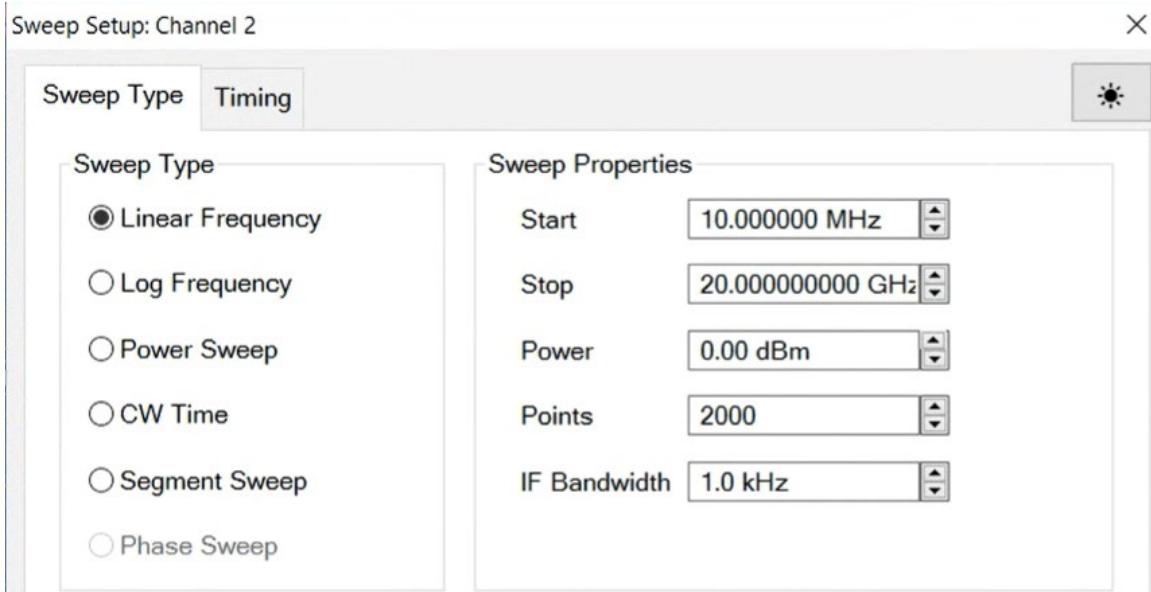 Sweep Setup: Channel 2
Sweep Type
Timing
Sweep Type
Linear Frequency
Log Frequency
Power Sweep
CW Time
Segment Sweep
Phase Sweep
Sweep Properties
Start 10.000000 MHz
Stop 20.000000000 GHz
Power 0.00 dBm
Points 2000
IF Bandwidth 1.0 kHz